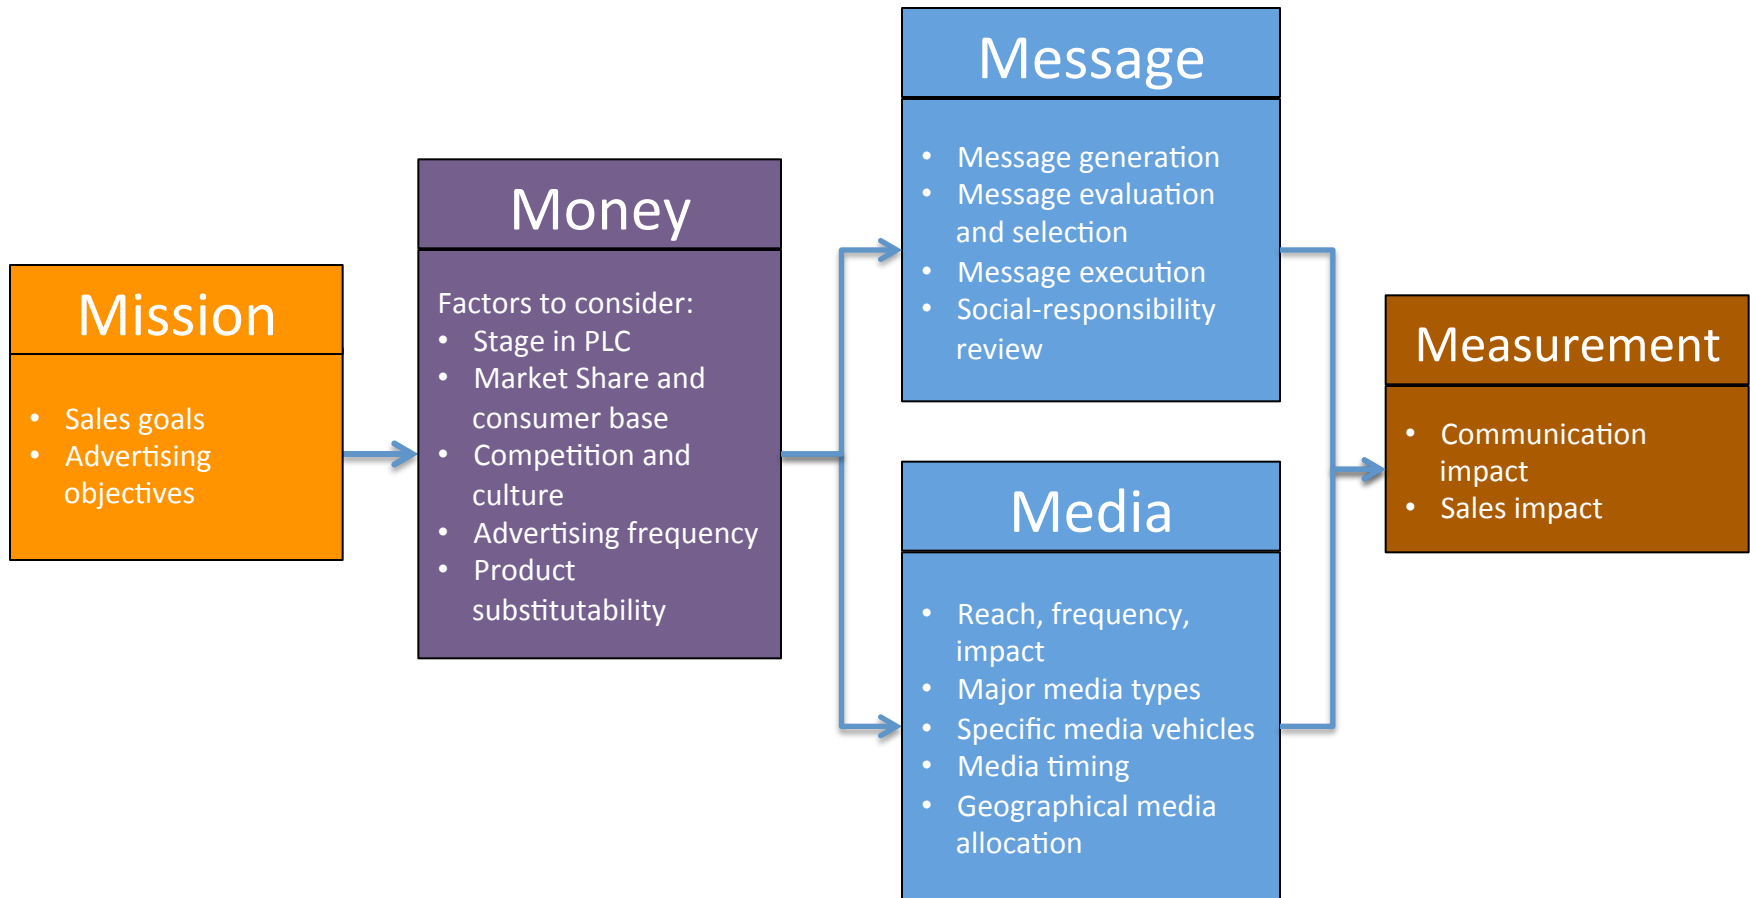 Mission
• Sales goals
• Advertising
objectives
Money
Factors to consider:
• Stage in PLC
• Market Share and
consumer base
• Competition and
culture
• Advertising frequency
• Product
substitutability
Message
• Message generation
• Message evaluation
and selection
• Message execution
• Social-responsibility
review
Media
• Reach, frequency,
impact
• Major media types
• Specific media vehicles
• Media timing
• Geographical media
allocation
Measurement
• Communication
impact
• Sales impact